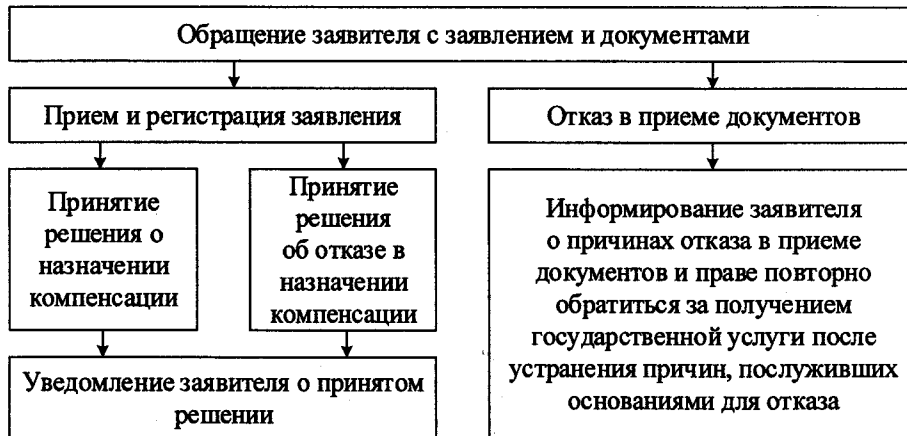 Обращение заявителя с заявлением и документами
Прием и регистрация заявления
Отказ в приеме документов
Принятие
решения о
назначении
компенсации
Принятие
решения
об отказе в
назначении
компенсации
Информирование заявителя
о причинах отказа в приеме
документов и праве повторно
обратиться за получением
государственной услуги после
устранения причин, послуживших
основаниями для отказа
Уведомление заявителя о принятом
решении